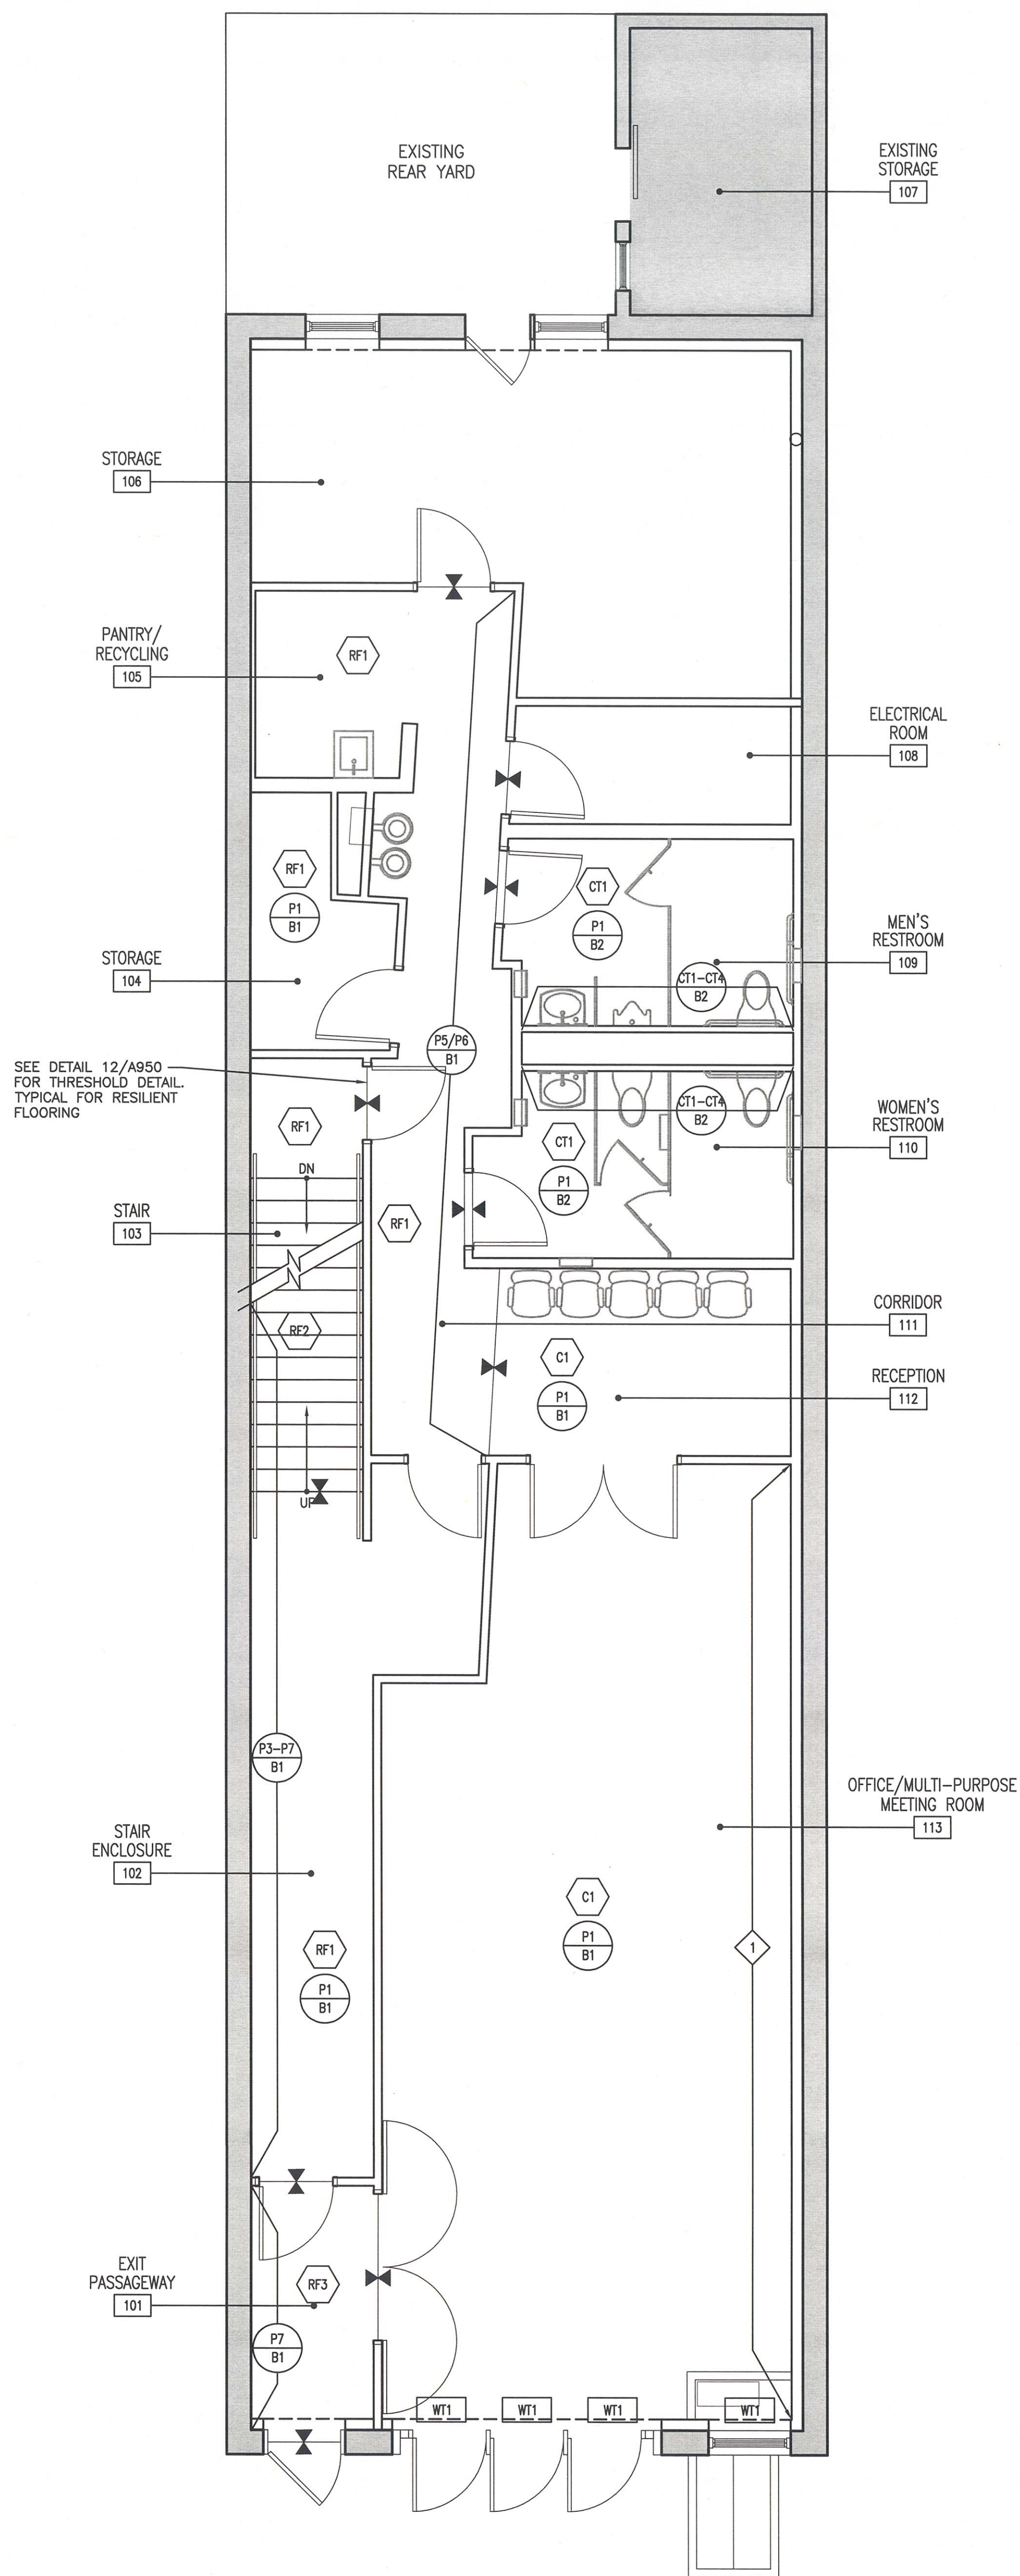 EXISTING
REAR YARD
EXISTING
STORAGE
107
STORAGE
106
PANTRY/
RECYCLING
105
RF1
ELECTRICAL
ROOM
108
RF1
P1
B1
CT1
P1
B2
MEN'S
RESTROOM
109
STORAGE
104
CT1-CT4
B2
P5/P6
B1
SEE DETAIL 12/A950
FOR THRESHOLD DETAIL.
TYPICAL FOR RESILIENT
FLOORING
RF1
CT1-CT4
B2
WOMEN'S
RESTROOM
110
CT1
P1
B2
DN
STAIR
103
RF1
RF2
CORRIDOR
111
C1
P1
B1
RECEPTION
112
UP
P3-P7
B1
OFFICE/MULTI-PURPOSE
MEETING ROOM
113
STAIR
ENCLOSURE
102
C1
P1
B1
RF1
P1
B1
1
EXIT
PASSAGEWAY
101
RF3
P7
B1
WT1
WT1
WT1
WT1